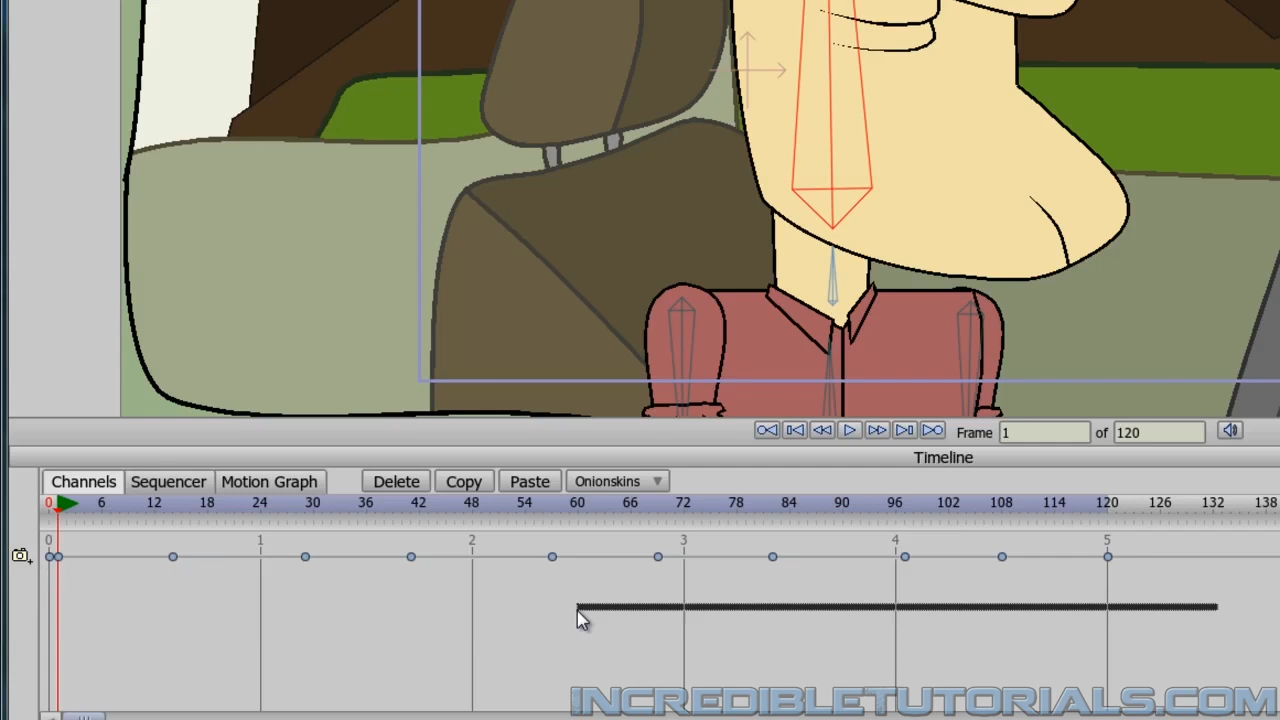 Frame 1 of 120
Timeline
Channels Sequencer Motion Graph Delete Copy Paste Onionskins
0 6 12 18 24 30 36 42 48 54 60 66 72 78 84 90 96 102 108 114 120 126 132 138
0 1 2 3 4 5
INCREDIBLETUTORIALS.COM